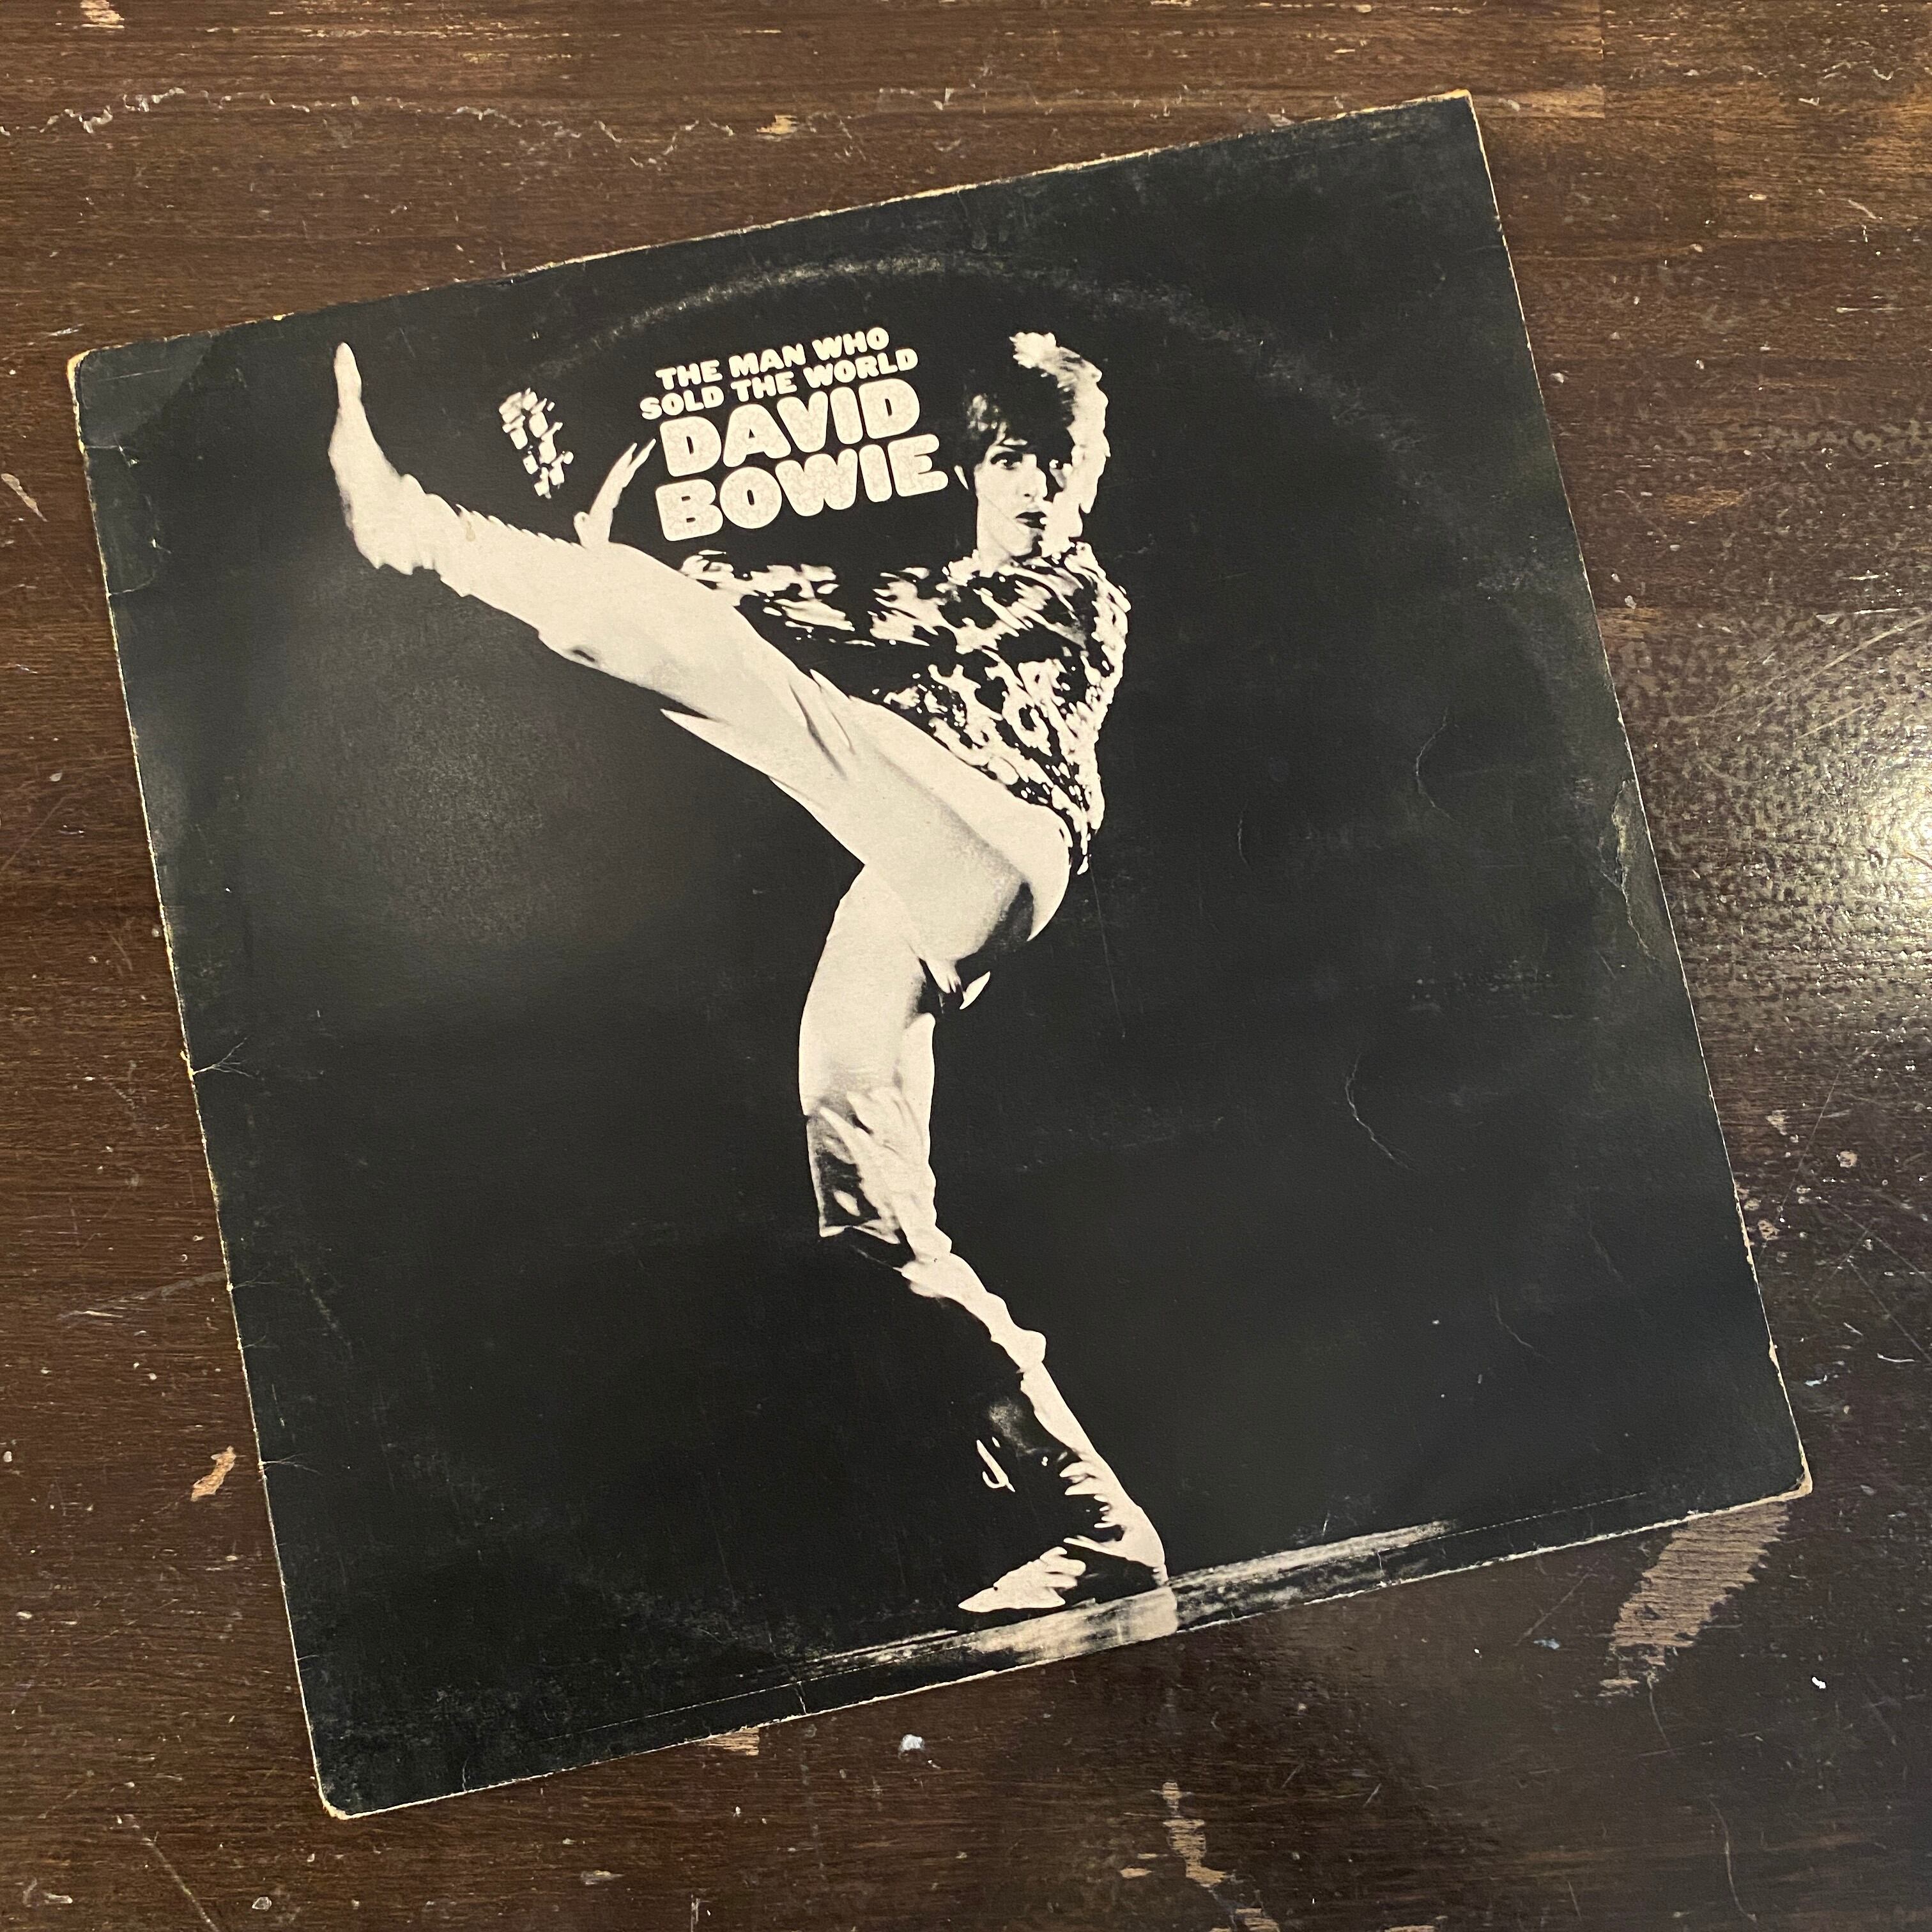 THE MAN WHO
SOLD THE WORLD
DAVID
BOWIE